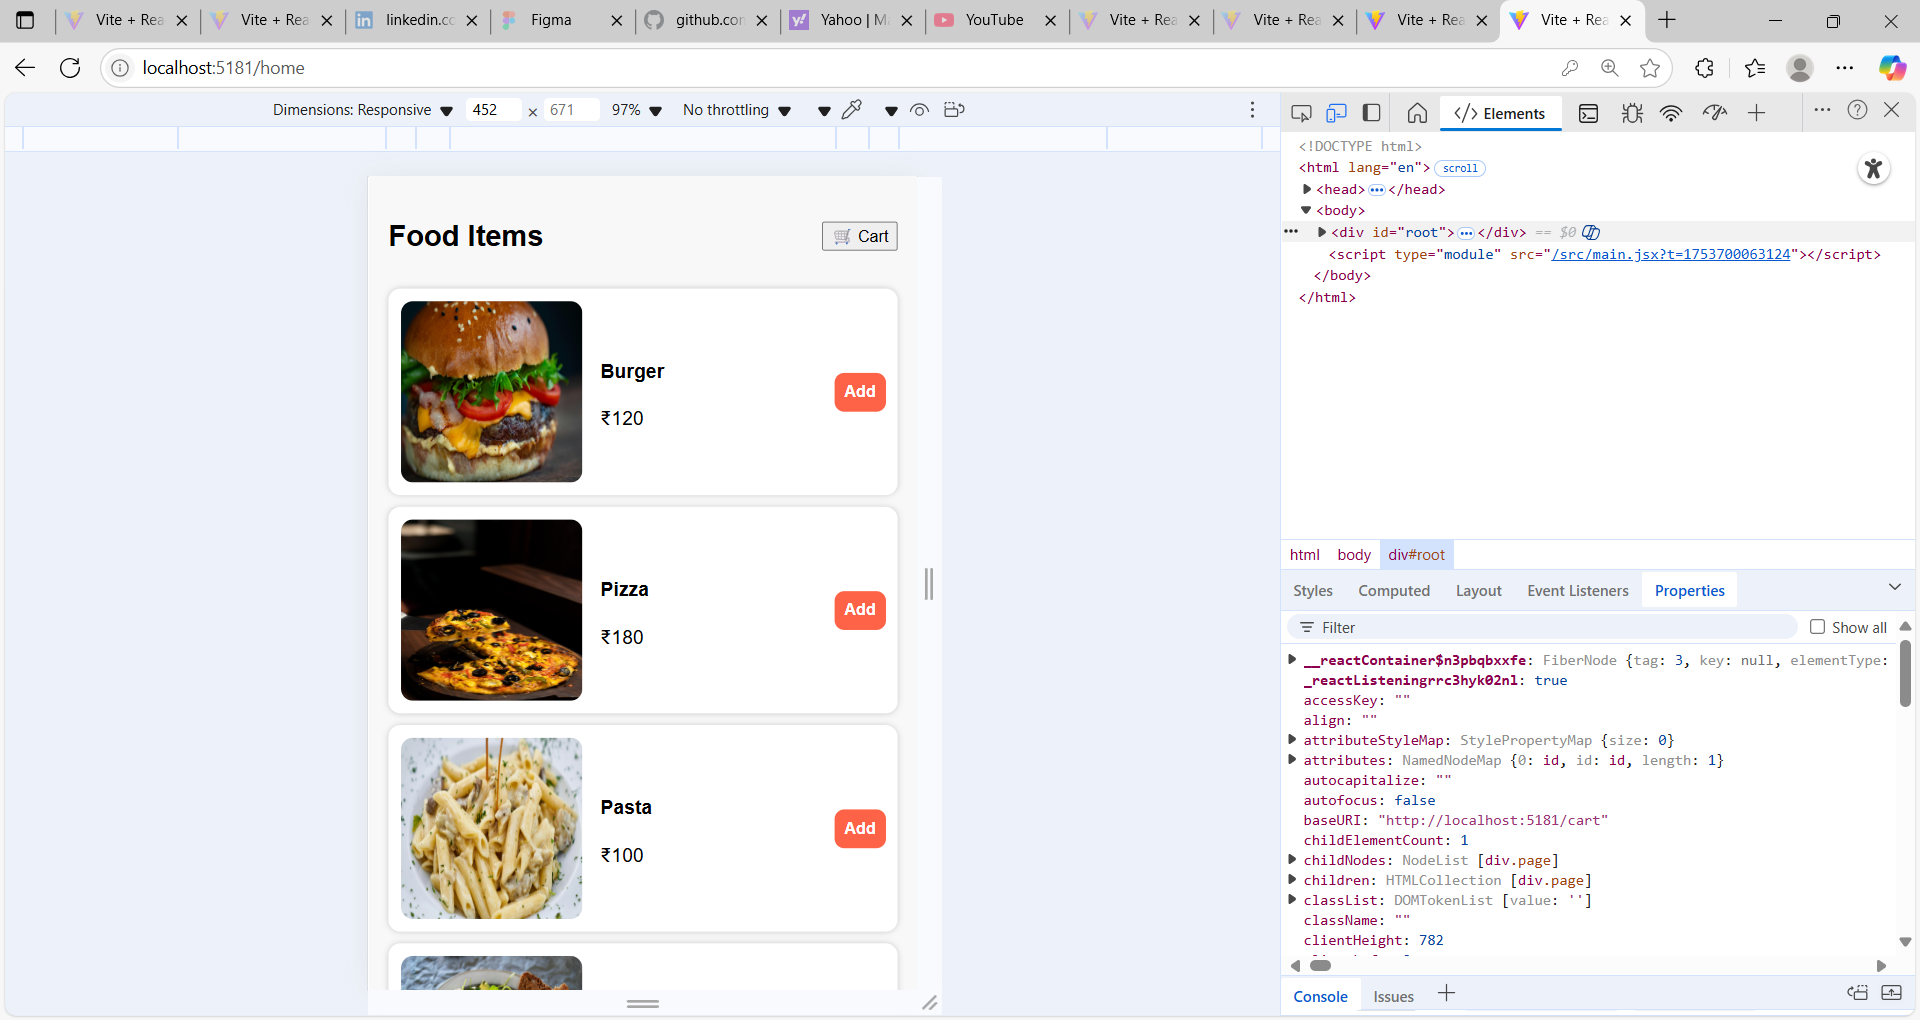 Vite + Rea
Vite + Rea
linkedin.co
Figma
github.com
Yahoo | Ma
YouTube
Vite + Rea
Vite + Rea
Vite + Rea
Vite + Rea
localhost:5181/home
Dimensions: Responsive 452 × 671 97% No throttling
Elements
Food Items
🛒 Cart
Burger
₹120
Add
Pizza
₹180
Add
Pasta
₹100
Add
<!DOCTYPE html>
<html lang="en"> scroll
<head> ••• </head>
<body>
••• <div id="root"> ••• </div> == $0
<script type="module" src="/src/main.jsx?t=1753700063124"></script>
</body>
</html>
html body div#root
Styles Computed Layout Event Listeners Properties
Filter Show all
__reactContainer$n3pbqbxxfe: FiberNode {tag: 3, key: null, elementType:
_reactListeningrrc3hyk02nl: true
accessKey: ""
align: ""
attributeStyleMap: StylePropertyMap {size: 0}
attributes: NamedNodeMap {0: id, id: id, length: 1}
autocapitalize: ""
autofocus: false
baseURI: "http://localhost:5181/cart"
childElementCount: 1
childNodes: NodeList [div.page]
children: HTMLCollection [div.page]
classList: DOMTokenList [value: '']
className: ""
clientHeight: 782
Console Issues